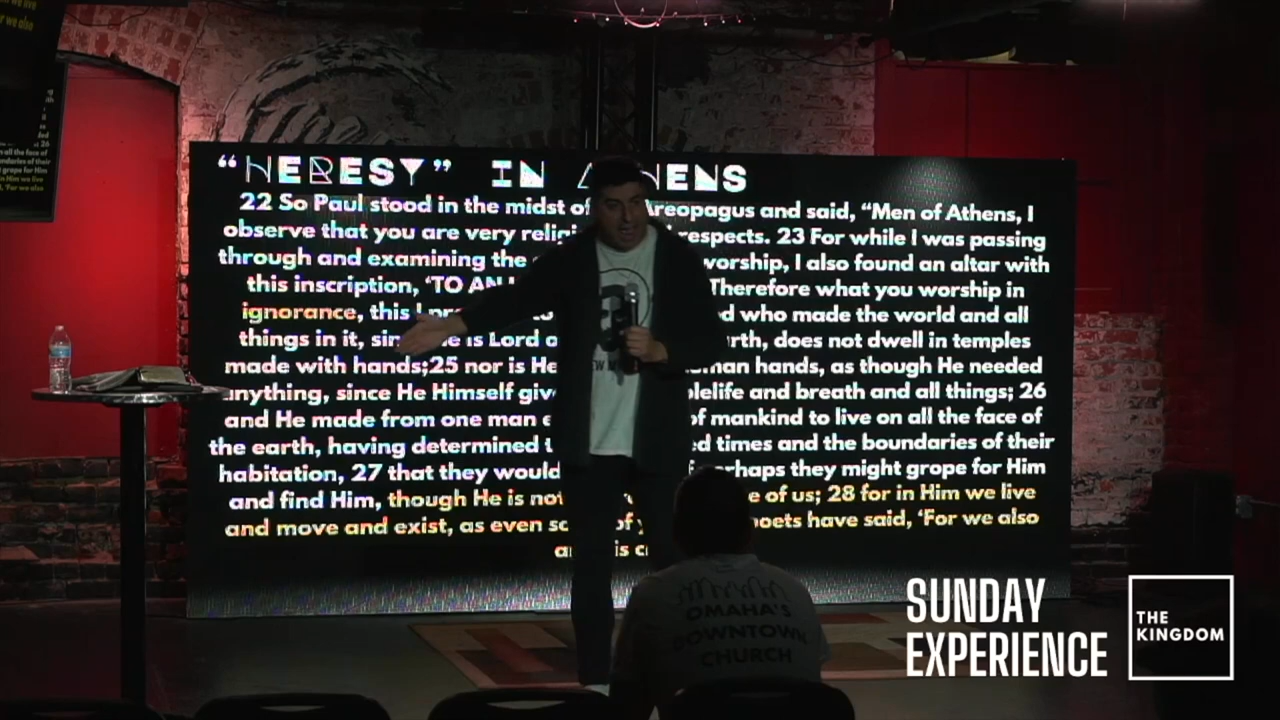 “HERESY” IN ATHENS
22 So Paul stood in the midst of Areopagus and said, “Men of Athens, I
observe that you are very respects. 23 For while I was passing
through and examining the worship, I also found an altar with
this inscription, ‘TO AN Therefore what you worship in
ignorance, this who made the world and all
things in it, is Lord does not dwell in temples
made with hands;25 nor is He hands, as though He needed
anything, since He Himself life and breath and all things; 26
and He made from one man of mankind to live on all the face of
the earth, having determined times and the boundaries of their
habitation, 27 that they would perhaps they might grope for Him
and find Him, though He is not of us; 28 for in Him we live
and move and exist, as even poets have said, ‘For we also
OMAHA'S
DOWNTOWN
CHURCH
SUNDAY
EXPERIENCE
THE
KINGDOM